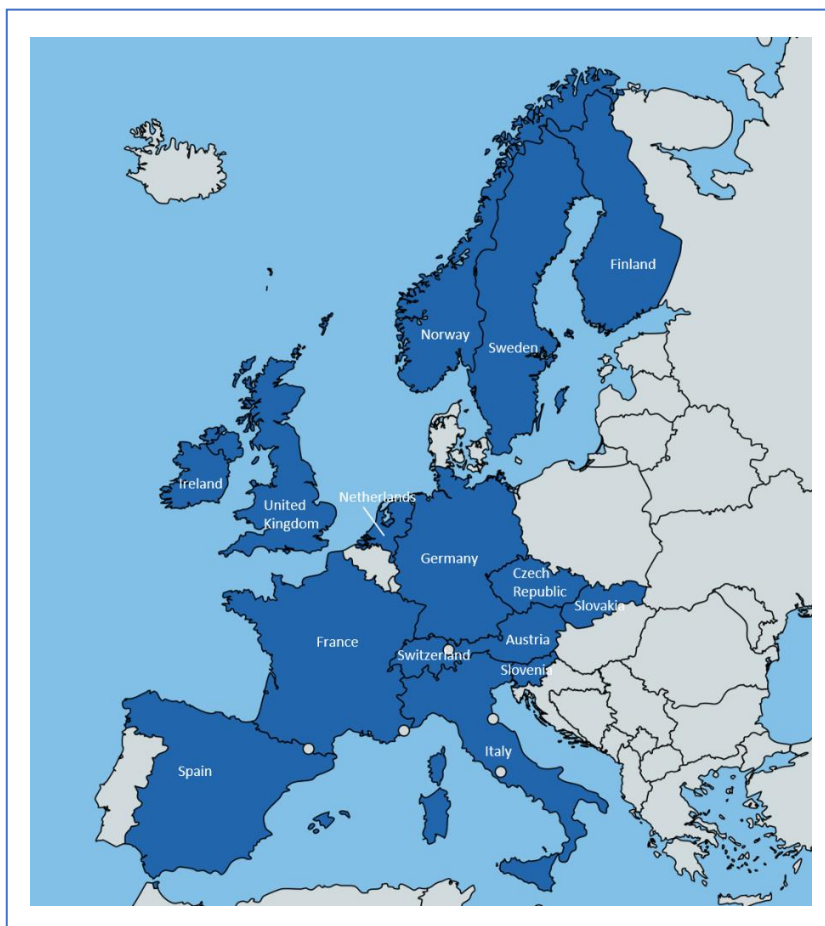 Finland
Norway
Sweden
Ireland
Netherlands
United
Kingdom
Germany
Czech
Republic
Slovakia
France
Austria
Switzerland
Slovenia
Italy
Spain